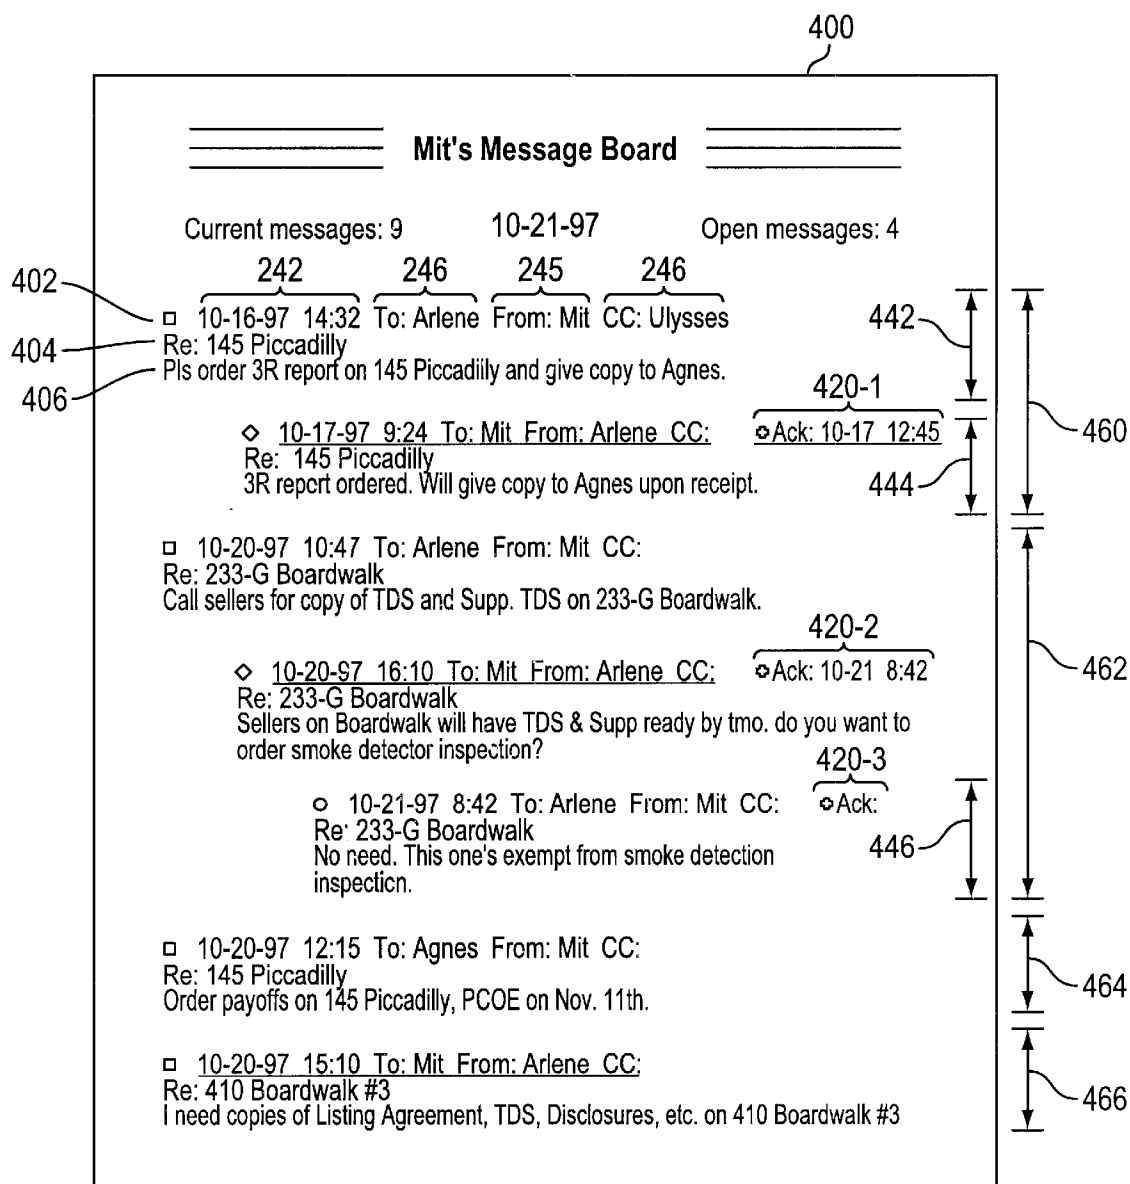 400
Mit's Message Board
Current messages: 9 10-21-97 Open messages: 4
242 246 245 246
402
10-16-97 14:32 To: Arlene From: Mit CC: Ulysses
442
404
Re: 145 Piccadilly
406
Pls order 3R report on 145 Piccadiily and give copy to Agnes.
420-1
10-17-97 9:24 To: Mit From: Arlene CC: Ack: 10-17 12:45
460
Re: 145 Piccadilly
444
3R report ordered. Will give copy to Agnes upon receipt.
10-20-97 10:47 To: Arlene From: Mit CC:
Re: 233-G Boardwalk
Call sellers for copy of TDS and Supp. TDS on 233-G Boardwalk.
420-2
10-20-97 16:10 To: Mit From: Arlene CC: Ack: 10-21 8:42
462
Re: 233-G Boardwalk
Sellers on Boardwalk will have TDS & Supp ready by tmo. do you want to
order smoke detector inspection?
420-3
10-21-97 8:42 To: Arlene From: Mit CC: Ack:
Re: 233-G Boardwalk
446
No need. This one's exempt from smoke detection
inspection.
10-20-97 12:15 To: Agnes From: Mit CC:
Re: 145 Piccadilly
464
Order payoffs on 145 Piccadilly, PCOE on Nov. 11th.
10-20-97 15:10 To: Mit From: Arlene CC:
Re: 410 Boardwalk #3
466
I need copies of Listing Agreement, TDS, Disclosures, etc. on 410 Boardwalk #3